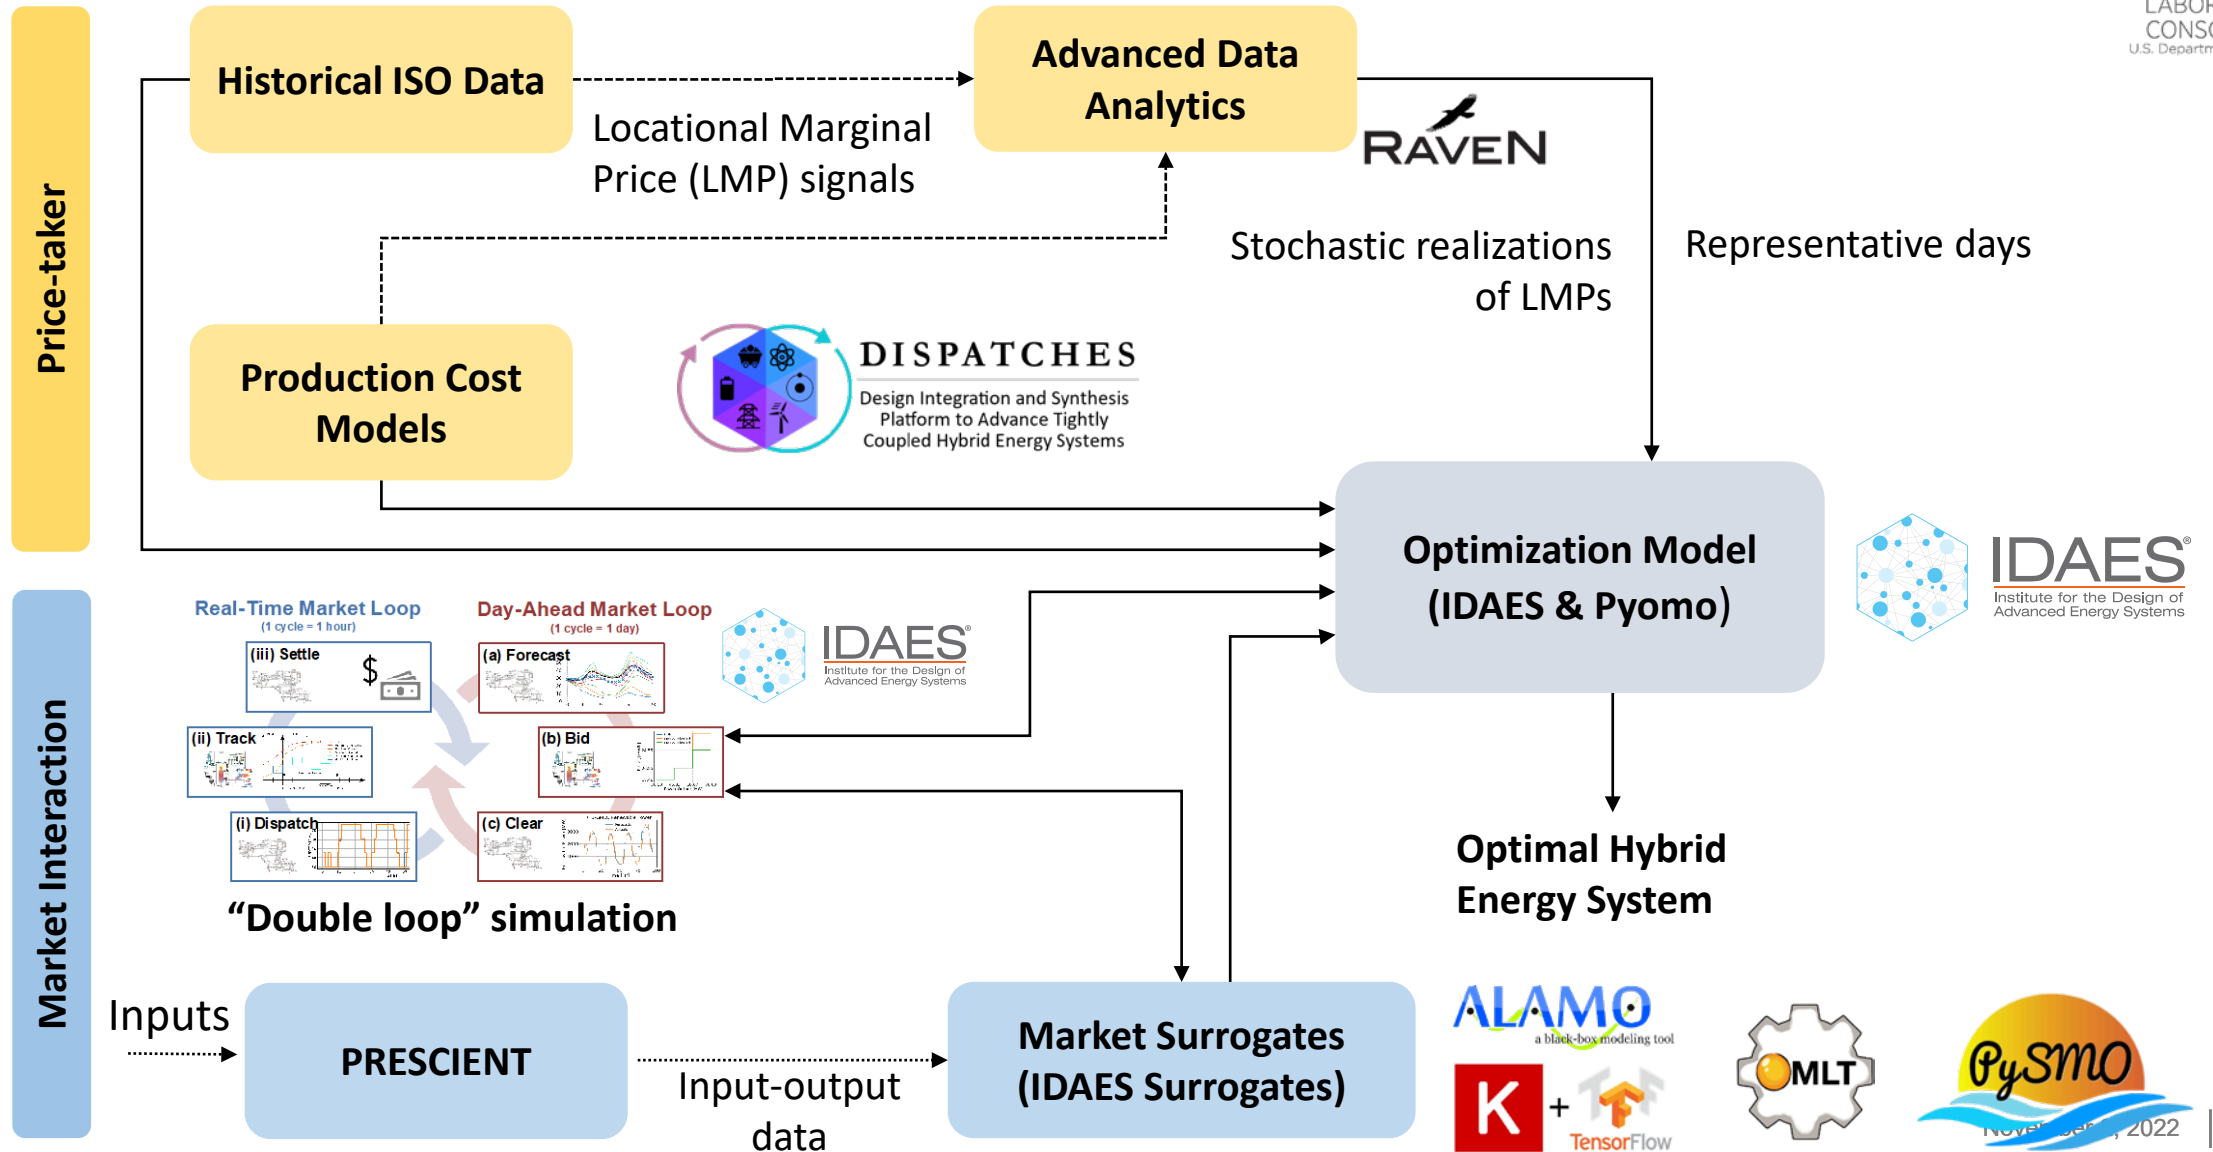 U.S. Departm
Price-taker
Historical ISO Data
Advanced Data
Analytics
Locational Marginal
Price (LMP) signals
RAVEN
Stochastic realizations
of LMPs
Representative days
Production Cost
Models
DISPATCHES
Design Integration and Synthesis
Platform to Advance Tightly
Coupled Hybrid Energy Systems
Optimization Model
(IDAES & Pyomo)
IDAES®
Institute for the Design of
Advanced Energy Systems
Market Interaction
Real-Time Market Loop
(1 cycle = 1 hour)
Day-Ahead Market Loop
(1 cycle = 1 day)
(iii) Settle
$
(a) Forecast
IDAES®
Institute for the Design of
Advanced Energy Systems
(ii) Track
(b) Bid
(i) Dispatch
(c) Clear
“Double loop” simulation
Optimal Hybrid
Energy System
Inputs
PRESCIENT
Input-output
data
Market Surrogates
(IDAES Surrogates)
ALAMO
a black-box modeling tool
K
+
TF
TensorFlow
OMLT
PySMO
2022